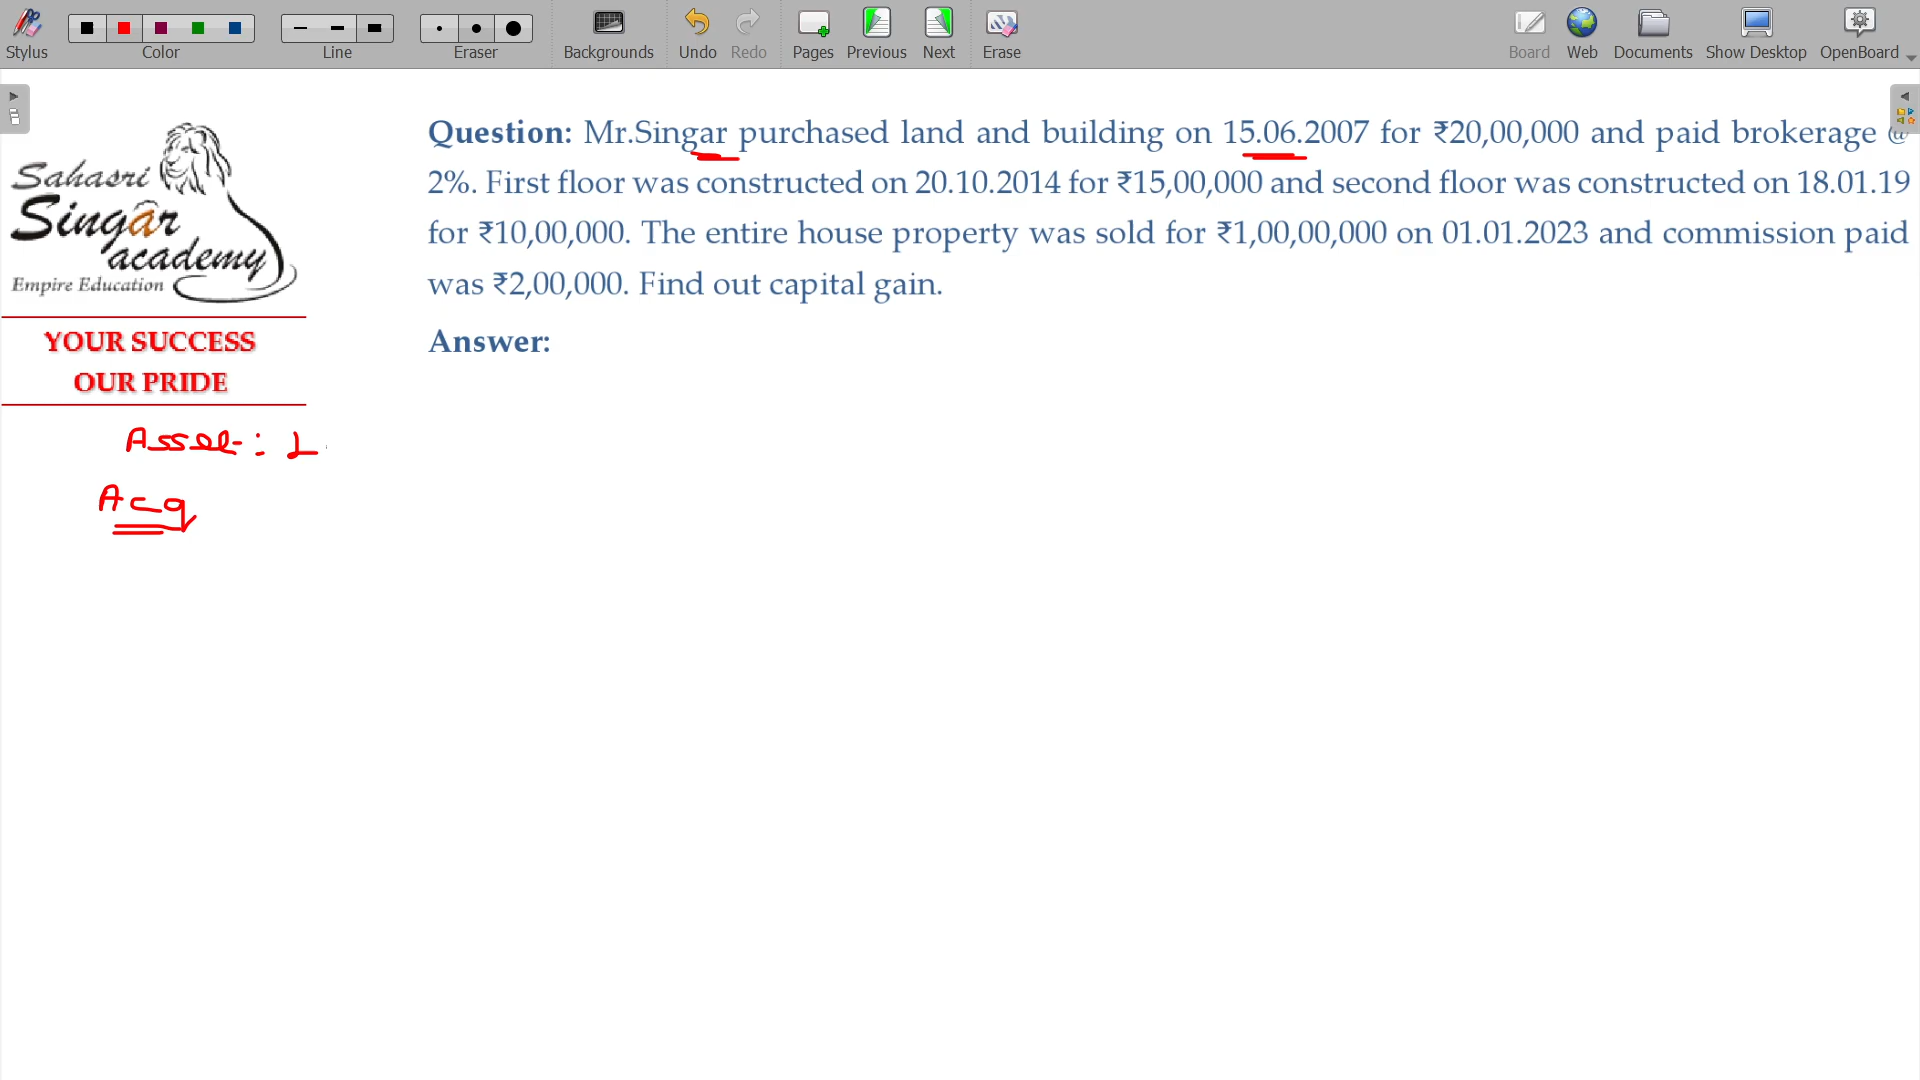 Stylus Color Line Eraser Backgrounds Undo Redo Pages Previous Next Erase Board Web Documents Show Desktop OpenBoard
Question: Mr.Singar purchased land and building on 15.06.2007 for ₹20,00,000 and paid brokerage @
2%. First floor was constructed on 20.10.2014 for ₹15,00,000 and second floor was constructed on 18.01.19
for ₹10,00,000. The entire house property was sold for ₹1,00,00,000 on 01.01.2023 and commission paid
was ₹2,00,000. Find out capital gain.
Answer:
Sahasri
Singar
academy
Empire Education
YOUR SUCCESS
OUR PRIDE
Asset : L
Acq